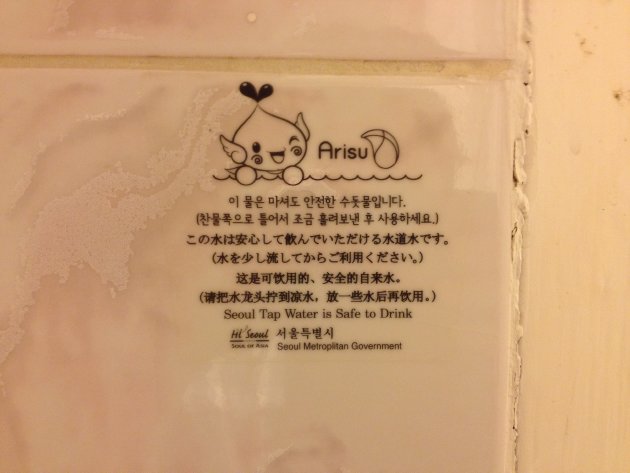 Arisu
이 물은 마셔도 안전한 수돗물입니다.
(찬물쪽으로 틀어서 조금 흘려보낸 후 사용하세요.)
この水は安心して飲んでいただける水道水です。
(水を少し流してからご利用ください。)
这是可饮用的、安全的自来水。
(请把水龙头拧到凉水，放一些水后再饮用。)
Seoul Tap Water is Safe to Drink
Hi Seoul 서울특별시
SOUL OF ASIA Seoul Metroplitan Government